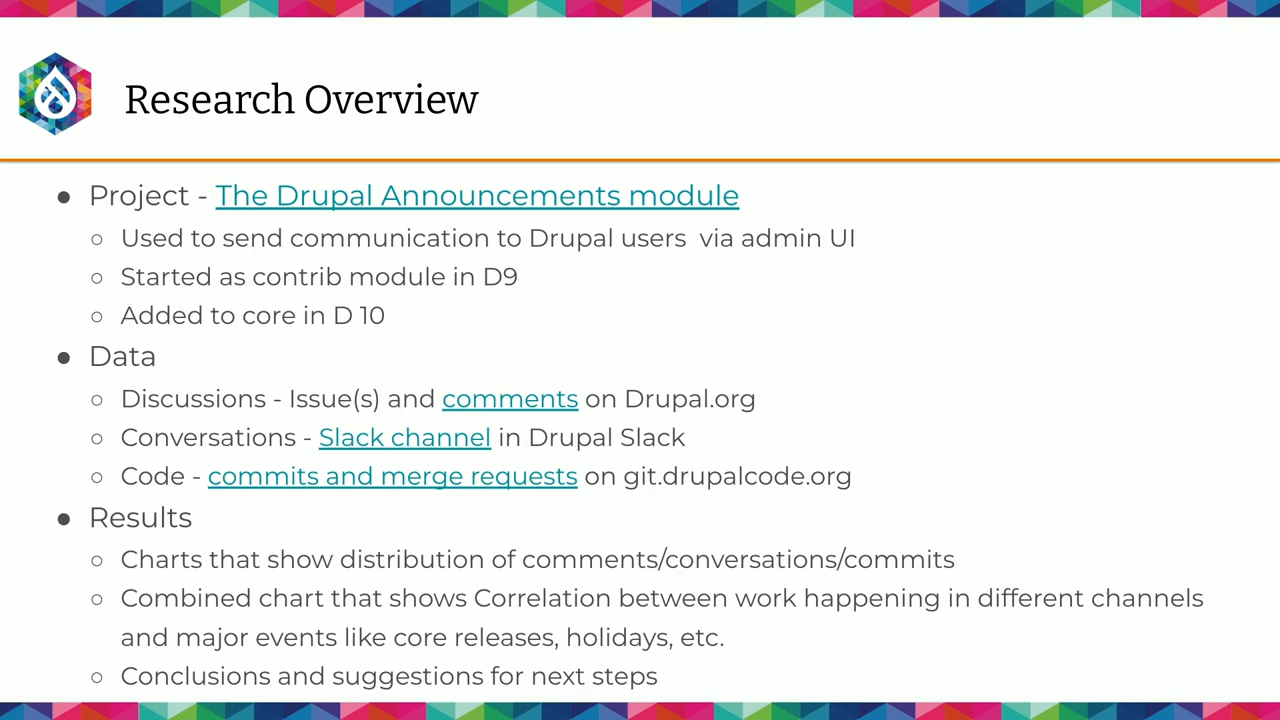 Research Overview
● Project - The Drupal Announcements module
○ Used to send communication to Drupal users  via admin UI
○ Started as contrib module in D9
○ Added to core in D 10
● Data
○ Discussions - Issue(s) and comments on Drupal.org
○ Conversations - Slack channel in Drupal Slack
○ Code - commits and merge requests on git.drupalcode.org
● Results
○ Charts that show distribution of comments/conversations/commits
○ Combined chart that shows Correlation between work happening in different channels
and major events like core releases, holidays, etc.
○ Conclusions and suggestions for next steps